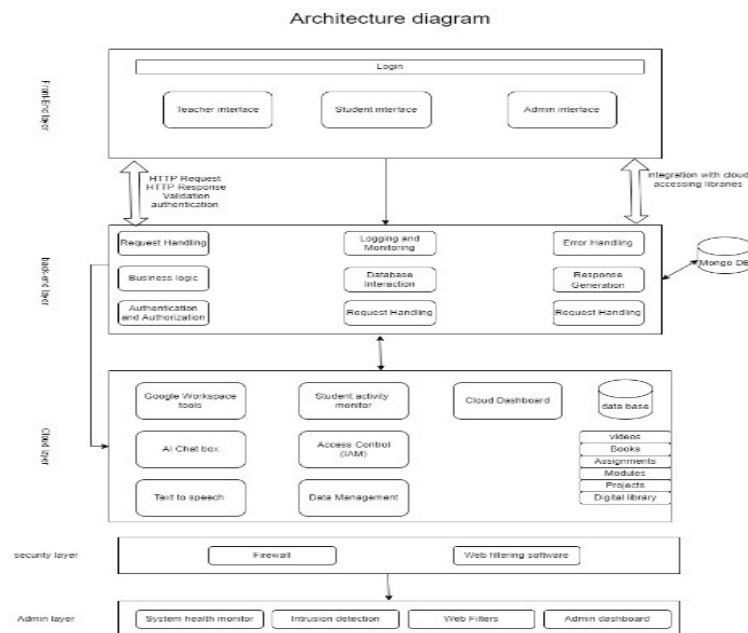 Architecture diagram
Front-End layer
Login
Teacher interface
Student interface
Admin interface
HTTP Request
HTTP Response
Validation
authentication
integration with cloud
accessing libraries
back-end layer
Request Handling
Logging and
Monitoring
Error Handling
Business logic
Database
Interaction
Response
Generation
Authentication
and Authorization
Request Handling
Request Handling
Mongo DB
Cloud layer
Google Workspace
tools
Student activity
monitor
Cloud Dashboard
data base
AI Chat box
Access Control
(IAM)
Text to speech
Data Management
videos
Books
Assignments
Modules
Projects
Digital library
security layer
Firewall
Web filtering software
Admin layer
System health monitor
Intrusion detection
Web Filters
Admin dashboard